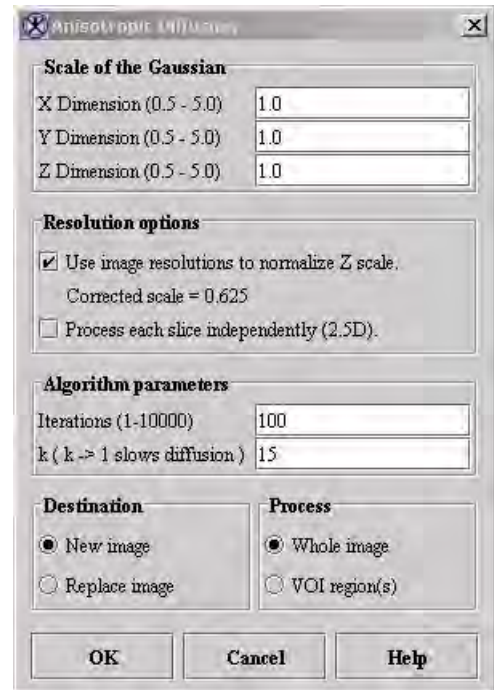 Anisotropic Diffusion
Scale of the Gaussian
X Dimension (0.5 - 5.0) 1.0
Y Dimension (0.5 - 5.0) 1.0
Z Dimension (0.5 - 5.0) 1.0
Resolution options
Use image resolutions to normalize Z scale.
Corrected scale = 0.625
Process each slice independently (2.5D).
Algorithm parameters
Iterations (1-10000) 100
k ( k -> 1 slows diffusion ) 15
Destination Process
New image Whole image
Replace image VOI region(s)
OK Cancel Help